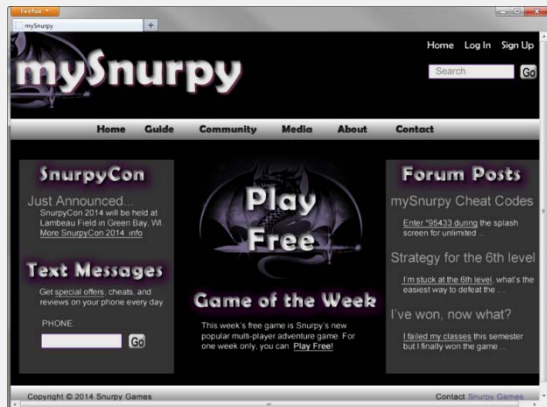 Firefox
mySnurpy
Home Log In Sign Up
mySnurpy
Search Go
Home Guide Community Media About Contact
SnurpyCon
Just Announced...
SnurpyCon 2014 will be held at
Lambeau Field in Green Bay, WI.
More SnurpyCon 2014 info
Text Messages
Get special offers, cheats, and
reviews on your phone every day.
PHONE:
Go
Play
Free
Game of the Week
This week's free game is Snurpy's new
popular multi-player adventure game. For
one week only, you can Play Free!
Forum Posts
mySnurpy Cheat Codes
Enter *95433 during the splash
screen for unlimited ...
Strategy for the 6th level
I'm stuck at the 6th level, what's the
easiest way to defeat the ...
I've won, now what?
I failed my classes this semester
but I finally won the game ...
Copyright © 2014 Snurpy Games
Contact Snurpy Games